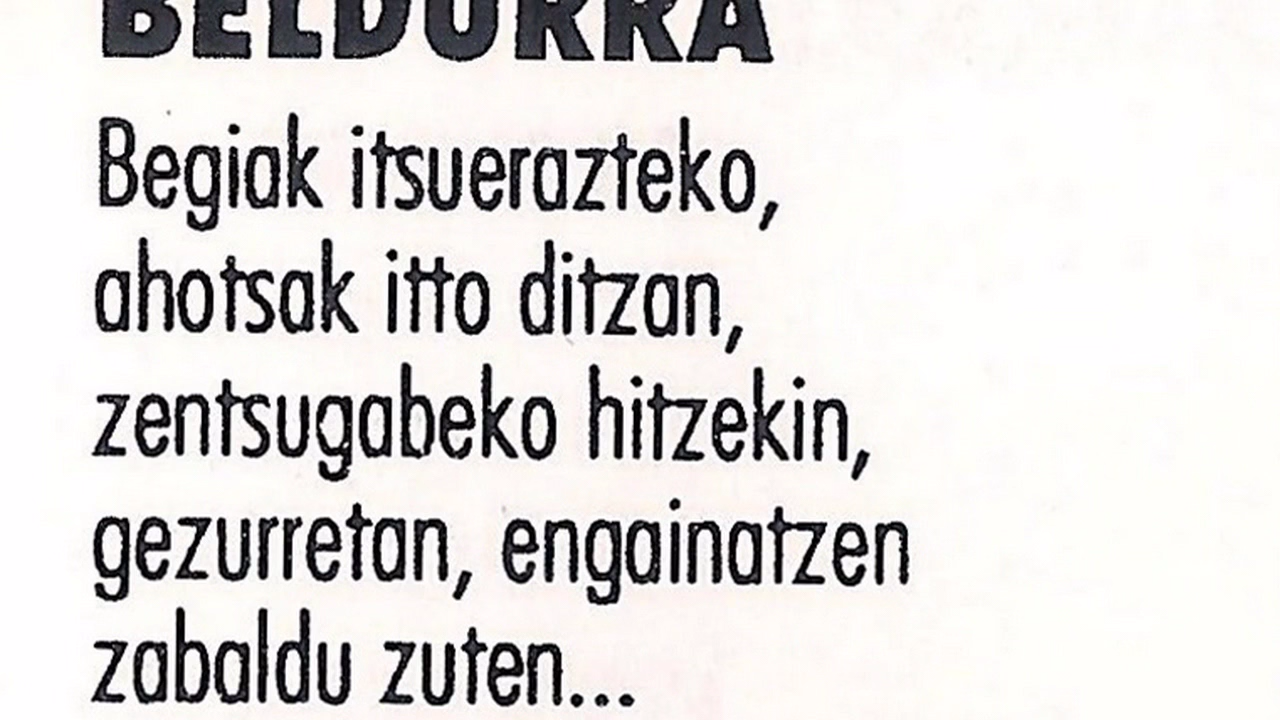 BELDURRA
Begiak itsuerazteko,
ahotsak itto ditzan,
zentsugabeko hitzekin,
gezurretan, engainatzen
zabaldu zuten...